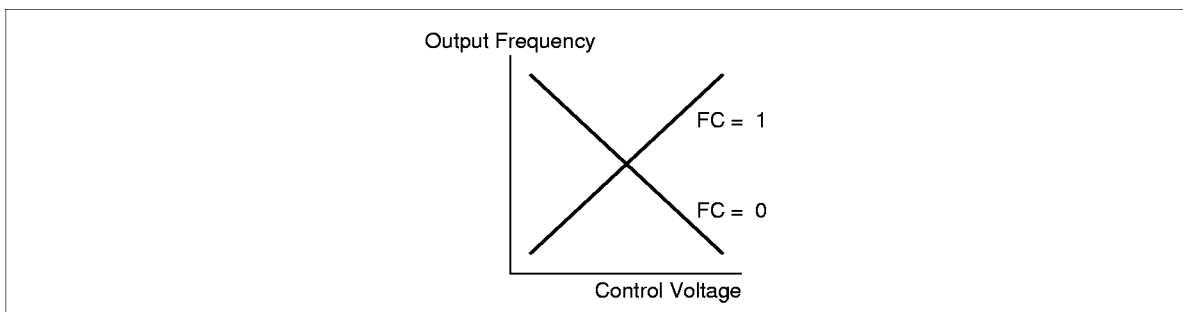 Output Frequency
FC = 1
FC = 0
Control Voltage